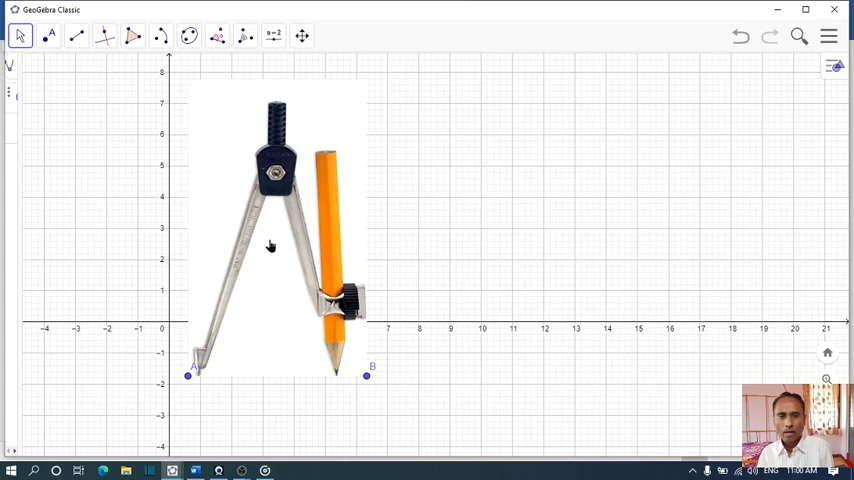 GeoGebra Classic
A
a=2
8
7
6
5
4
3
2
1
-4 -3 -2 -1 0 7 8 9 10 11 12 13 14 15 16 17 18 19 20 21
-1
A B
-2
-3
-4
W
ENG 11:00 AM